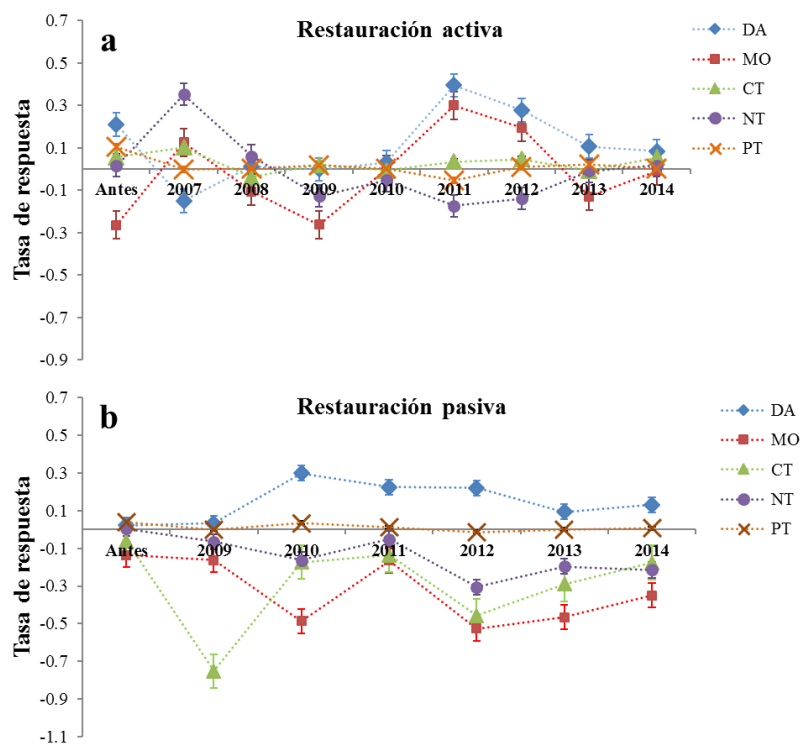 a
Restauración activa
Tasa de respuesta
0.7
0.5
0.3
0.1
-0.1
-0.3
-0.5
-0.7
-0.9
Antes 2007 2008 2009 2010 2011 2012 2013 2014
DA
MO
CT
NT
PT
b
Restauración pasiva
Tasa de respuesta
0.7
0.5
0.3
0.1
-0.1
-0.3
-0.5
-0.7
-0.9
-1.1
Antes 2009 2010 2011 2012 2013 2014
DA
MO
CT
NT
PT